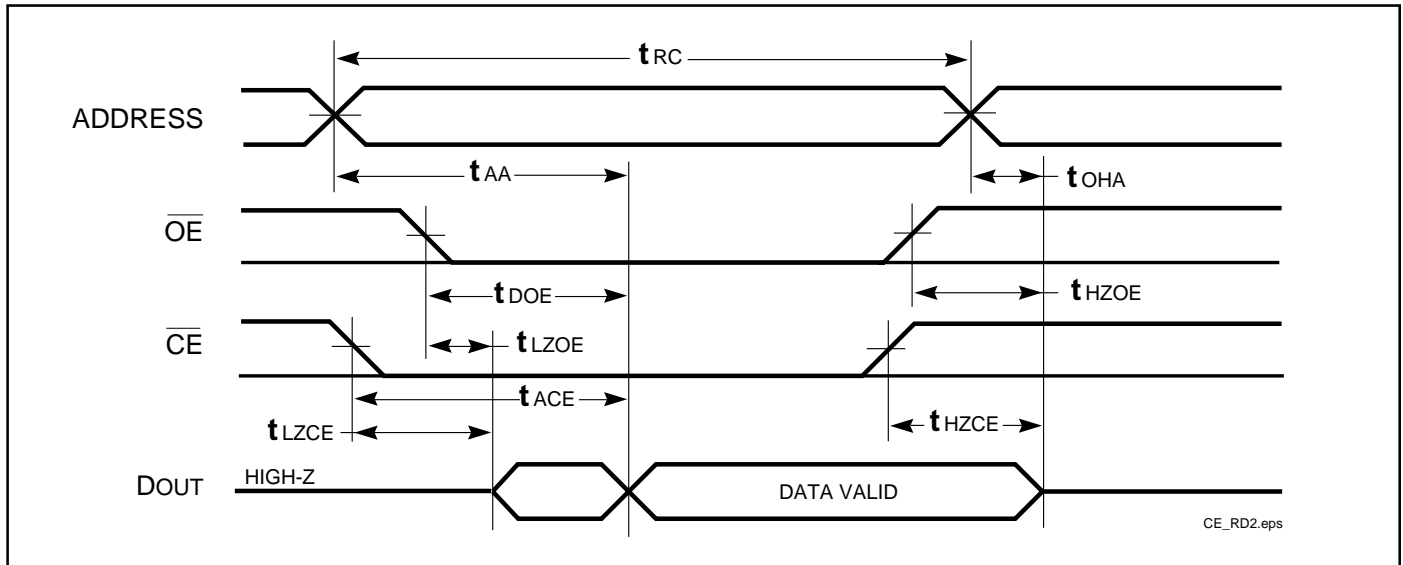 tRC
ADDRESS
tAA
tOHA
OE
tDOE
tHZOE
CE
tLZOE
tACE
tLZCE
tHZCE
DOUT
HIGH-Z
DATA VALID
CE_RD2.eps